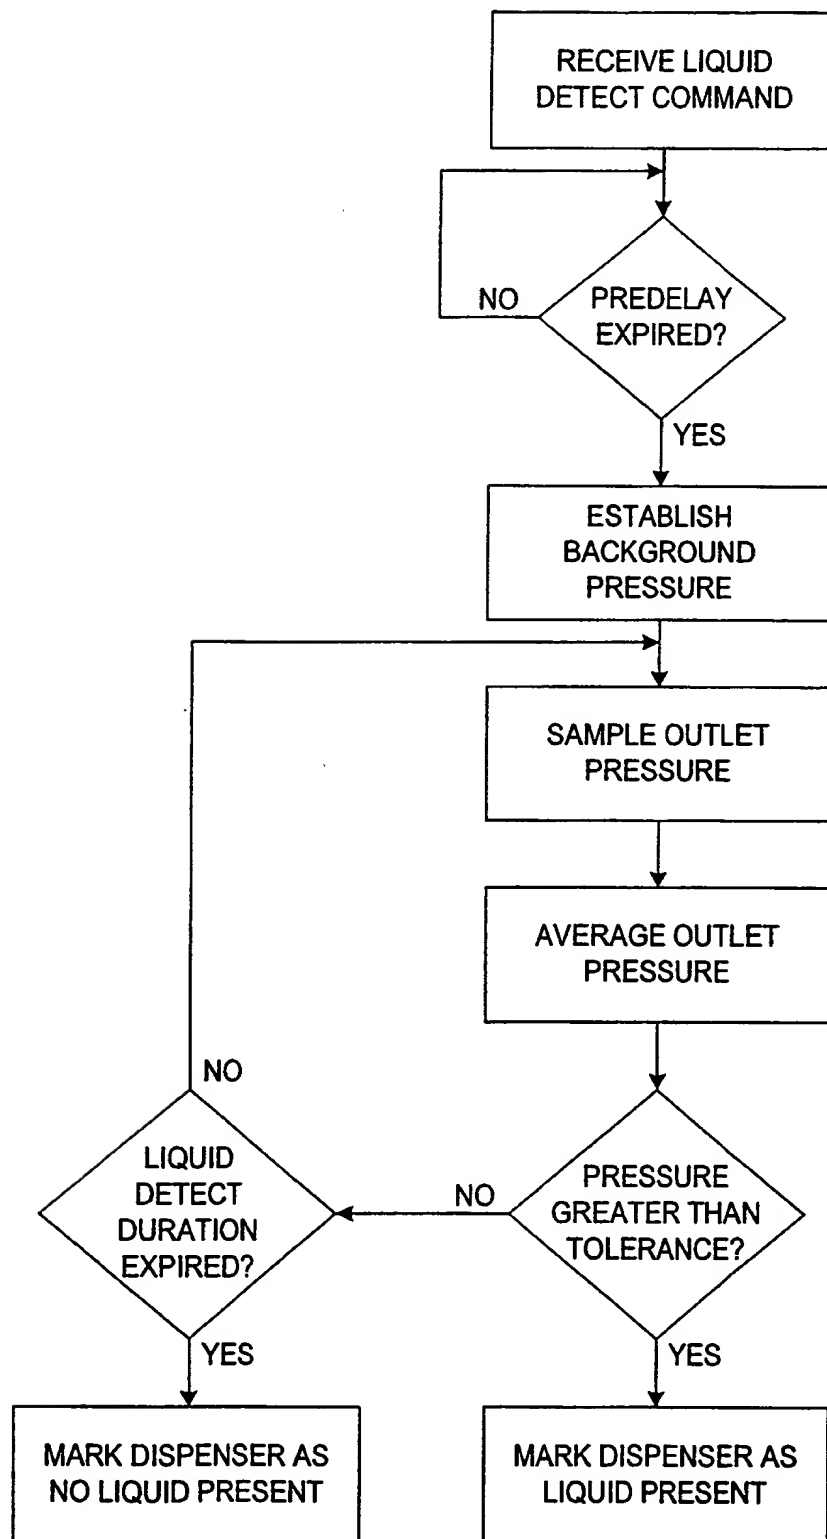 RECEIVE LIQUID
DETECT COMMAND
NO
PREDELAY
EXPIRED?
YES
ESTABLISH
BACKGROUND
PRESSURE
SAMPLE OUTLET
PRESSURE
AVERAGE OUTLET
PRESSURE
NO
LIQUID
DETECT
DURATION
EXPIRED?
NO
PRESSURE
GREATER THAN
TOLERANCE?
YES
YES
MARK DISPENSER AS
NO LIQUID PRESENT
MARK DISPENSER AS
LIQUID PRESENT